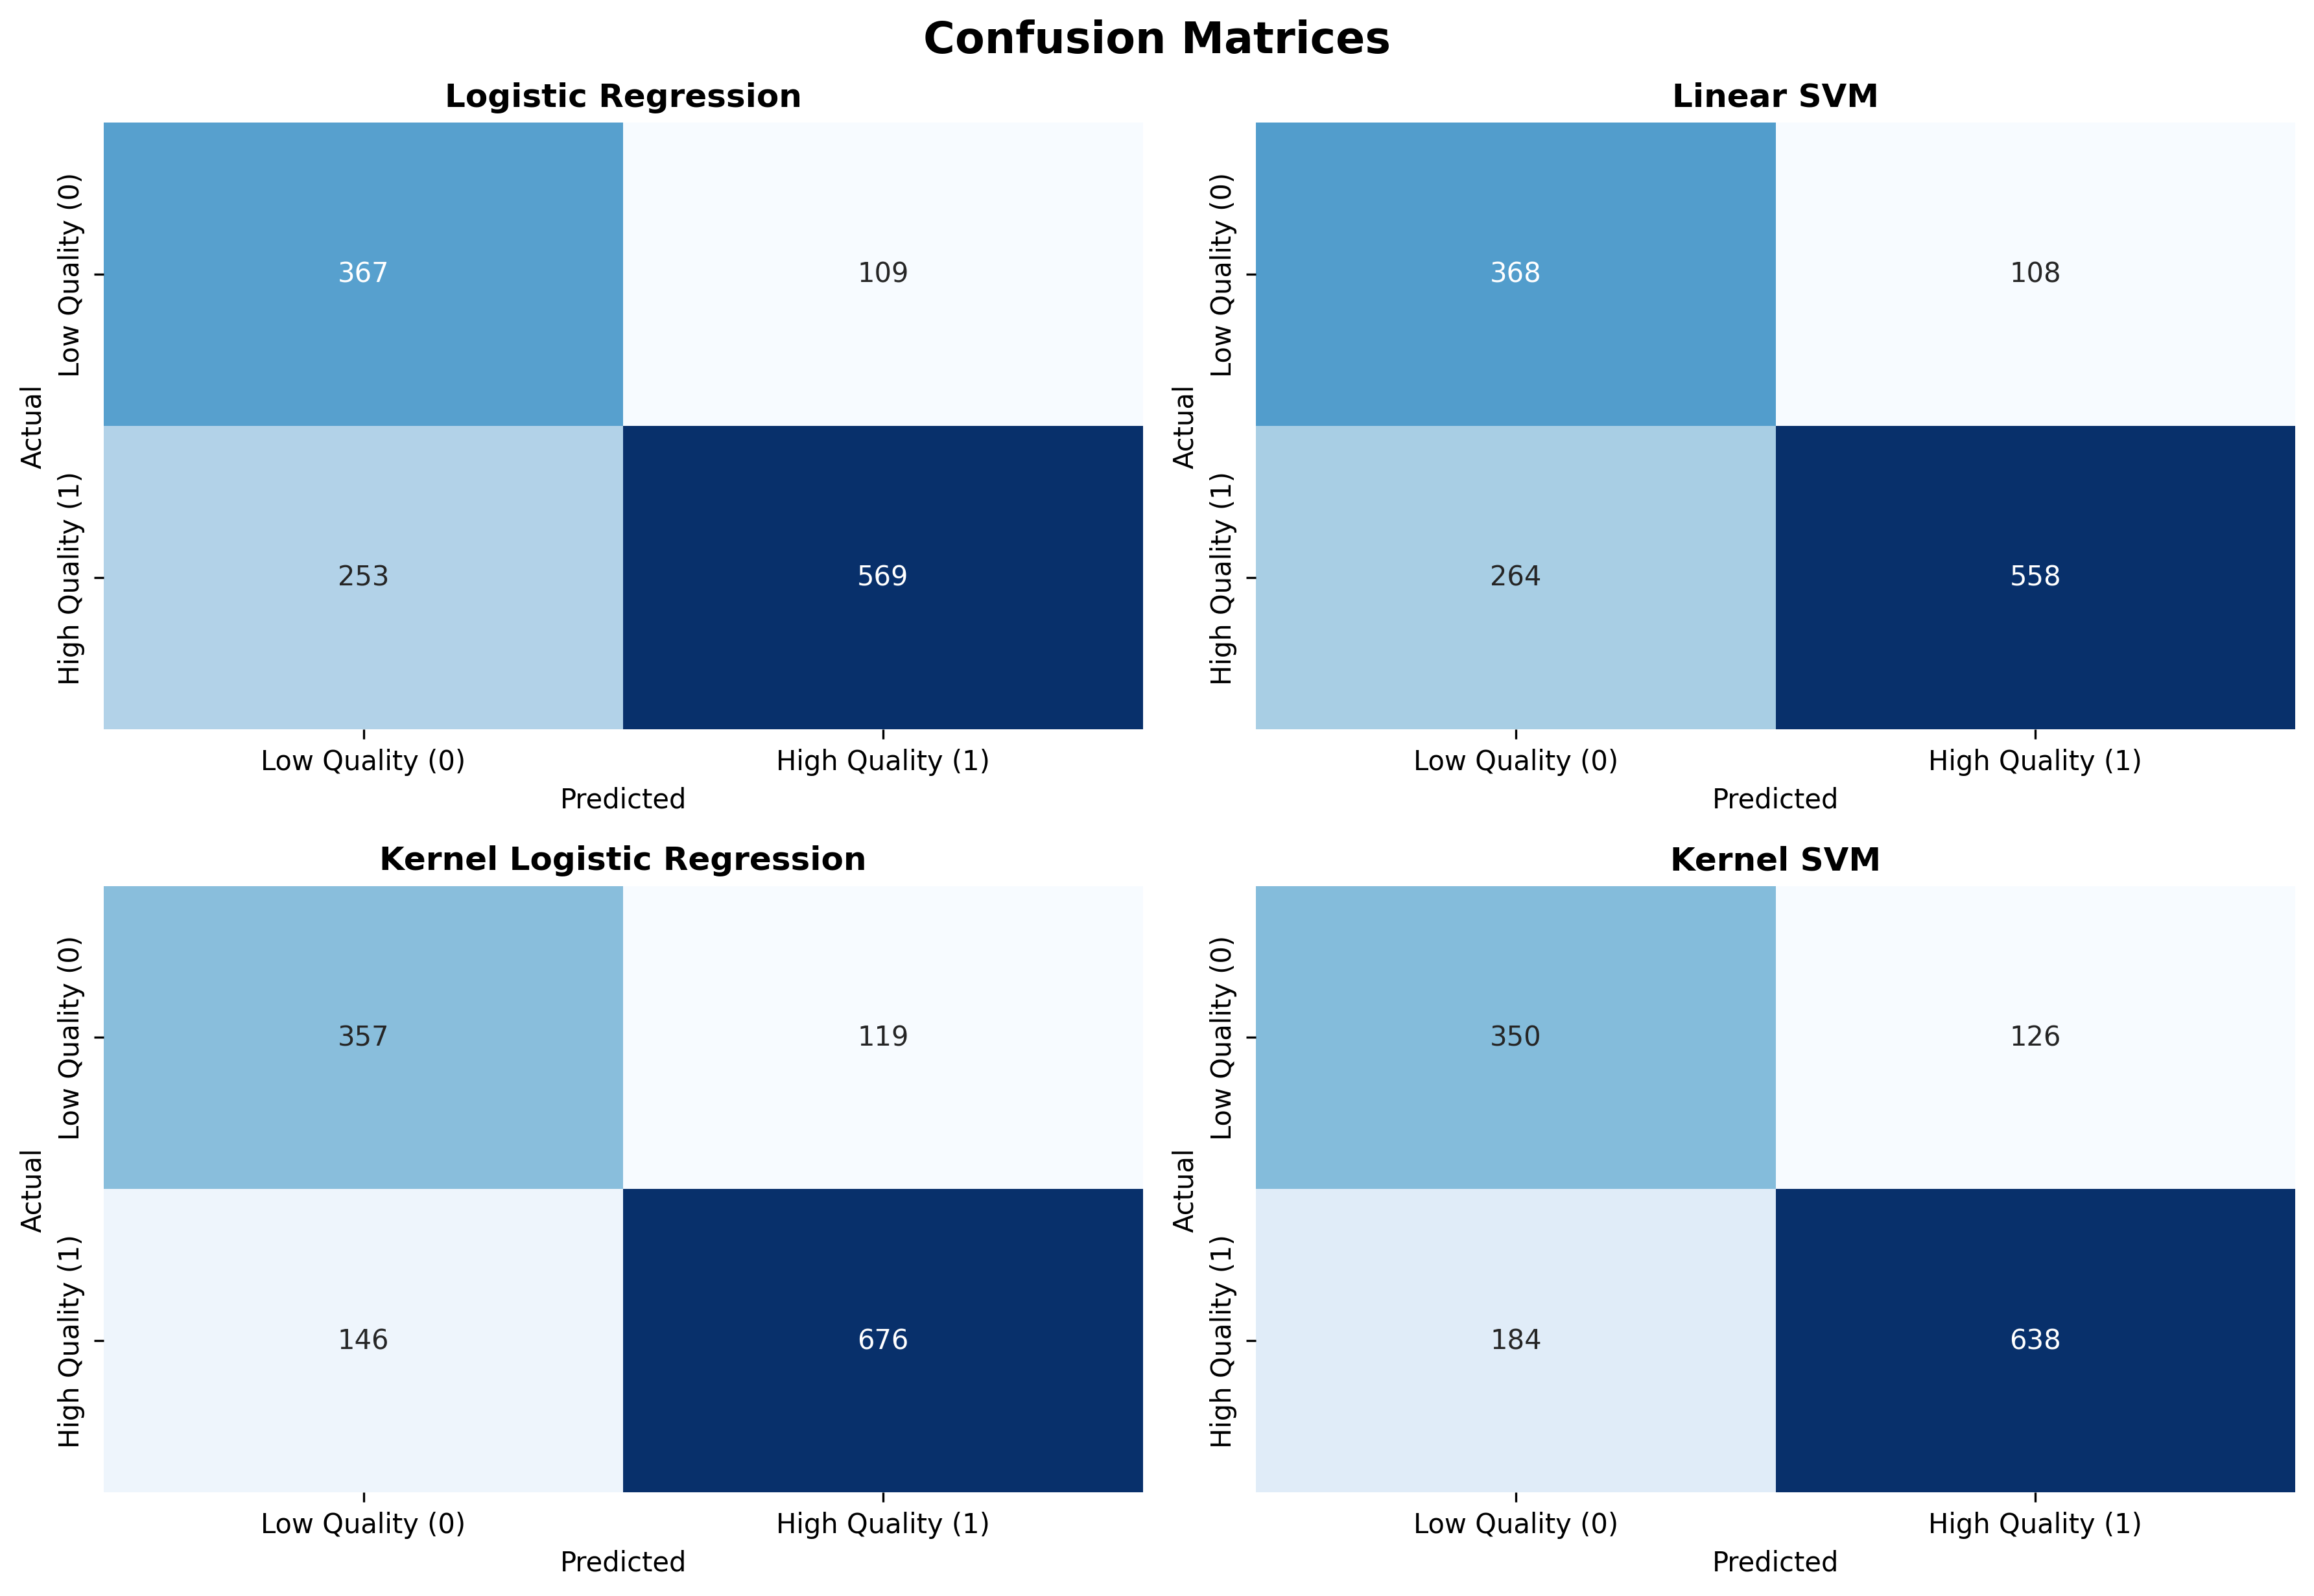 Confusion Matrices
Logistic Regression
Actual
Low Quality (0)
High Quality (1)
367
109
253
569
Low Quality (0)
High Quality (1)
Predicted
Linear SVM
Actual
Low Quality (0)
High Quality (1)
368
108
264
558
Low Quality (0)
High Quality (1)
Predicted
Kernel Logistic Regression
Actual
Low Quality (0)
High Quality (1)
357
119
146
676
Low Quality (0)
High Quality (1)
Predicted
Kernel SVM
Actual
Low Quality (0)
High Quality (1)
350
126
184
638
Low Quality (0)
High Quality (1)
Predicted